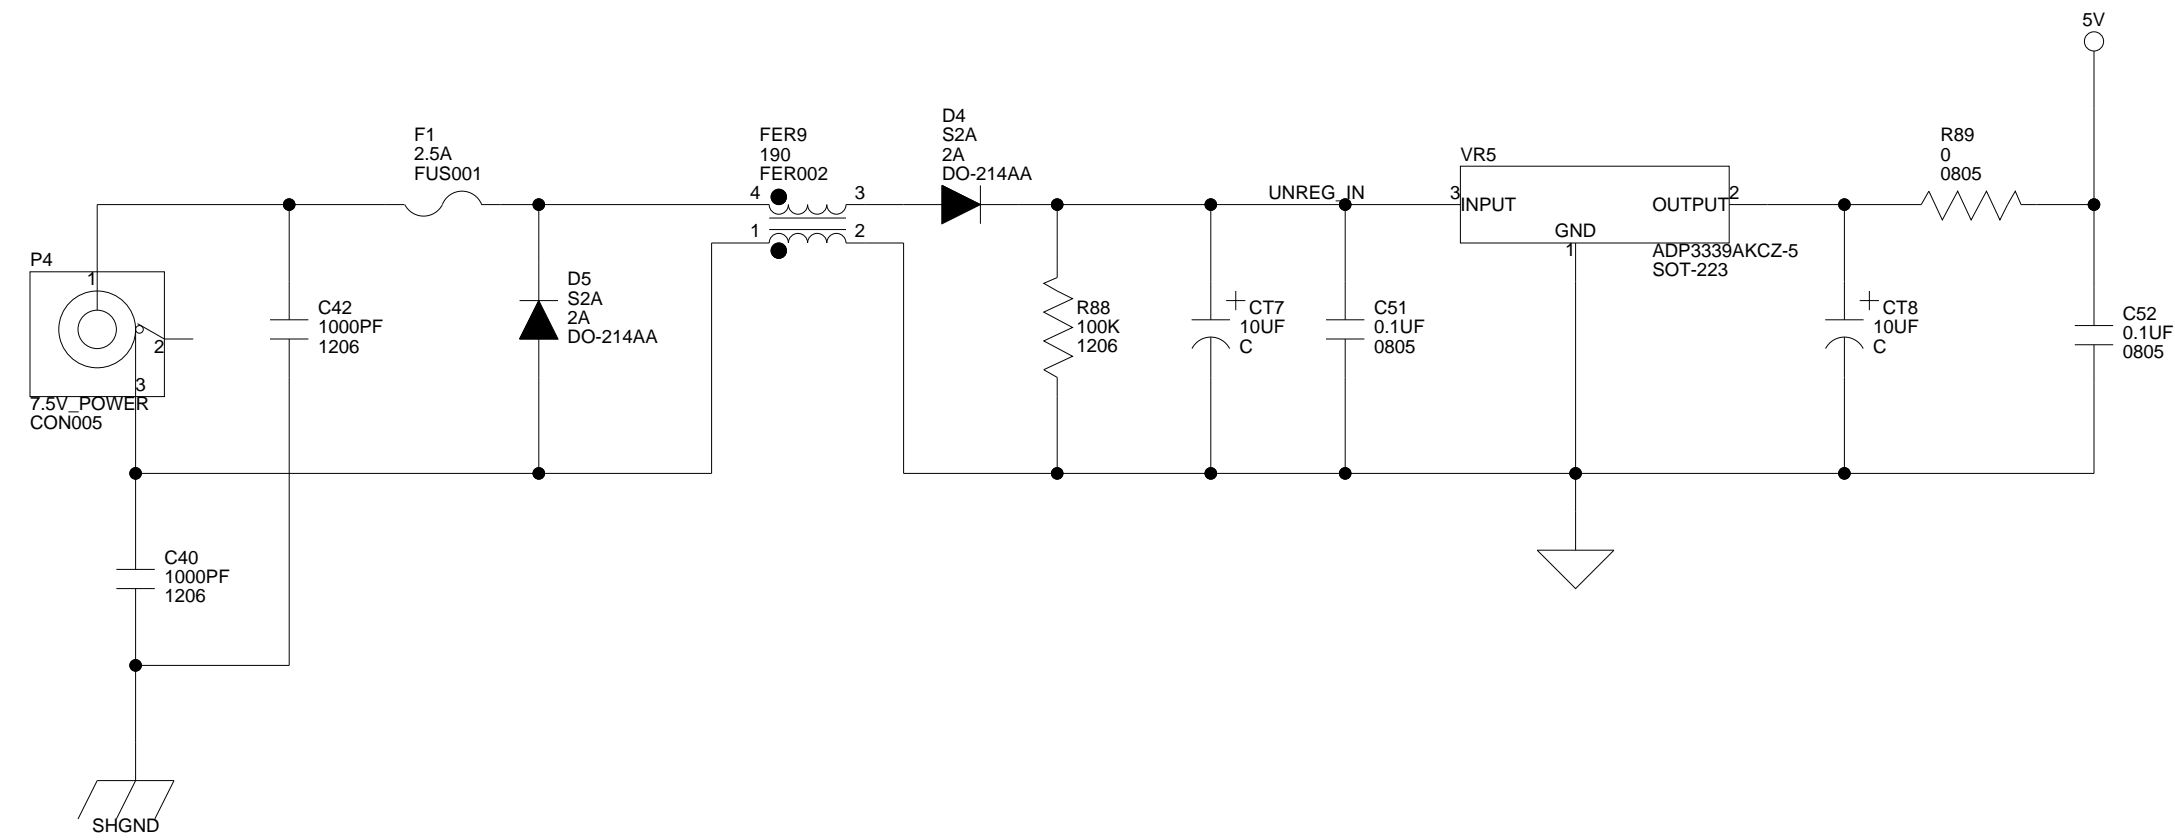 5V
F1
2.5A
FUS001
FER9
190
FER002
4
3
1
2
D4
S2A
2A
DO-214AA
UNREG_IN
VR5
3
INPUT
OUTPUT
2
GND
1
ADP3339AKCZ-5
SOT-223
R89
0
0805
P4
1
2
3
7.5V_POWER
CON005
C42
1000PF
1206
D5
S2A
2A
DO-214AA
R88
100K
1206
CT7
10UF
C
C51
0.1UF
0805
CT8
10UF
C
C52
0.1UF
0805
C40
1000PF
1206
SHGND